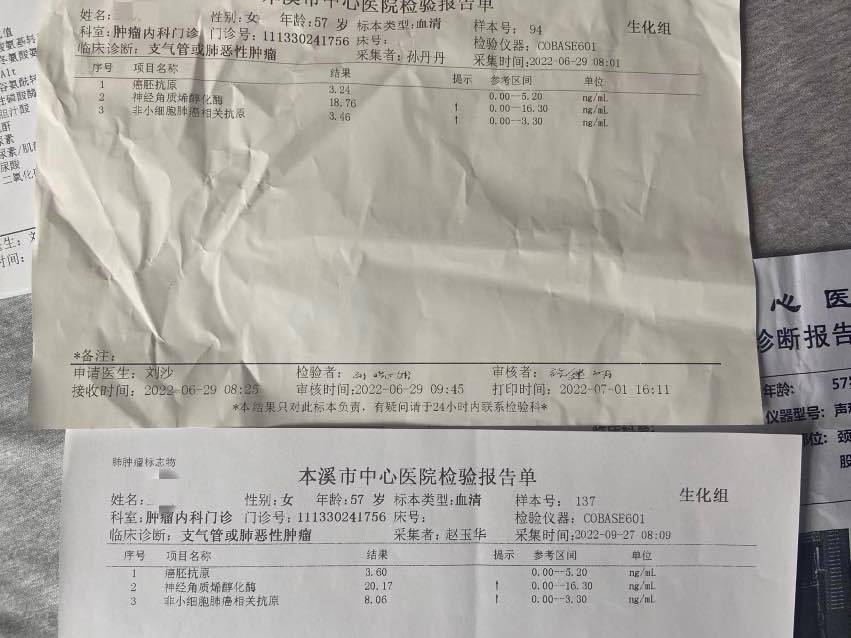 本溪市中心医院检验报告单
姓名: 性别:女 年龄:57 岁 标本类型:血清 样本号: 94 生化组
科室:肿瘤内科门诊 门诊号:111330241756 床号: 检验仪器: COBASE601
临床诊断: 支气管或肺恶性肿瘤 采集者: 孙丹丹 采集时间:2022-06-29 08:01
序号 项目名称 结果 提示 参考区间 单位
1 癌胚抗原 3.24 0.00--5.20 ng/mL
2 神经角质烯醇化酶 18.76 ↑ 0.00--16.30 ng/mL
3 非小细胞肺癌相关抗原 3.46 ↑ 0.00--3.30 ng/mL
*备注:
申请医生: 刘沙 检验者: 审核者:
接收时间: 2022-06-29 08:25 审核时间:2022-06-29 09:45 打印时间: 2022-07-01 16:11
*本结果只对此标本负责,有疑问请于24小时内联系检验科*
肺肿瘤标志物
本溪市中心医院检验报告单
姓名: 性别:女 年龄:57 岁 标本类型:血清 样本号: 137 生化组
科室:肿瘤内科门诊 门诊号:111330241756 床号: 检验仪器: COBASE601
临床诊断: 支气管或肺恶性肿瘤 采集者: 赵玉华 采集时间:2022-09-27 08:09
序号 项目名称 结果 提示 参考区间 单位
1 癌胚抗原 3.60 0.00--5.20 ng/mL
2 神经角质烯醇化酶 20.17 ↑ 0.00--16.30 ng/mL
3 非小细胞肺癌相关抗原 8.06 ↑ 0.00--3.30 ng/mL
心 医
诊断报告
年龄: 57岁
仪器型号: 声
部位: 颈
股